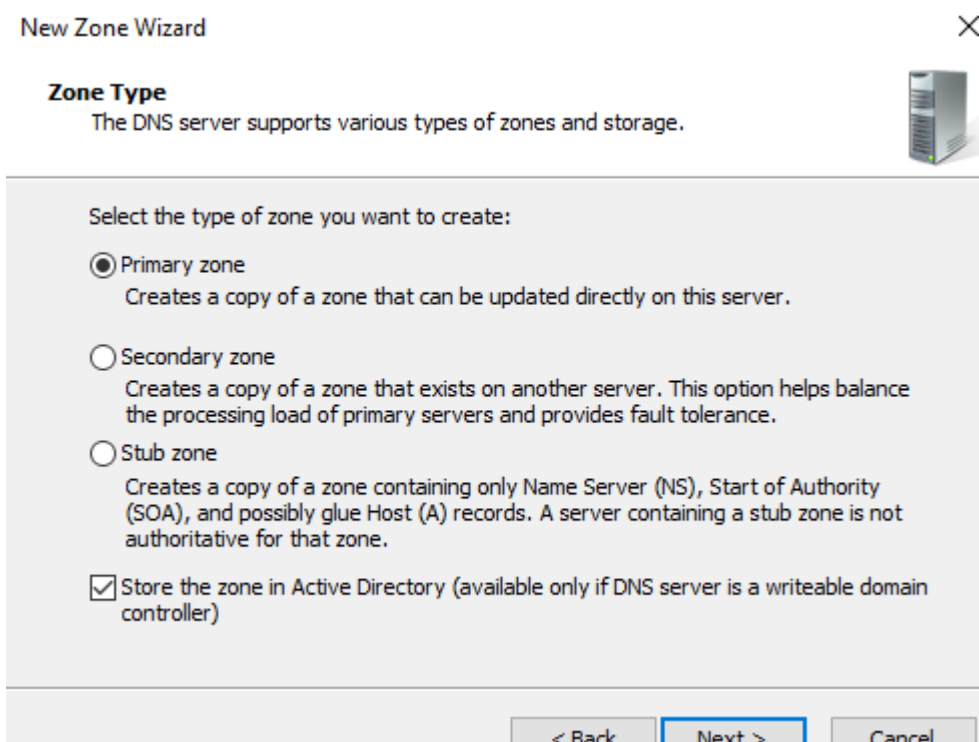 New Zone Wizard
Zone Type
The DNS server supports various types of zones and storage.
Select the type of zone you want to create:
Primary zone
Creates a copy of a zone that can be updated directly on this server.
Secondary zone
Creates a copy of a zone that exists on another server. This option helps balance
the processing load of primary servers and provides fault tolerance.
Stub zone
Creates a copy of a zone containing only Name Server (NS), Start of Authority
(SOA), and possibly glue Host (A) records. A server containing a stub zone is not
authoritative for that zone.
Store the zone in Active Directory (available only if DNS server is a writeable domain
controller)
< Back Next > Cancel